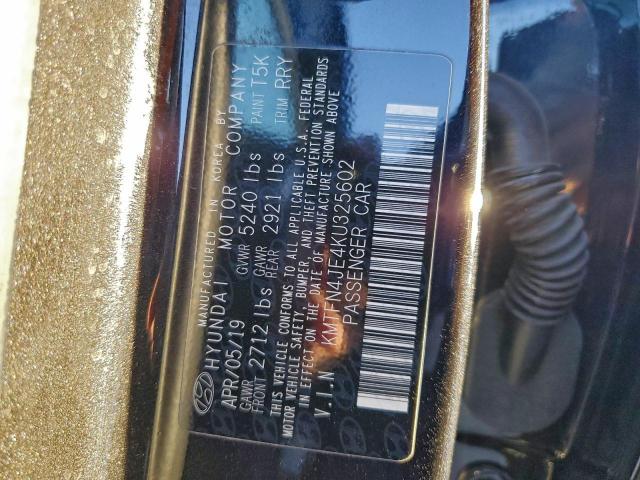 MANUFACTURED IN KOREA BY
HYUNDAI MOTOR COMPANY
APR/05/19 GVWR 5240 lbs PAINT T5K
GAWR FRONT 2712 lbs GAWR REAR 2921 lbs TRIM RRY
THIS VEHICLE CONFORMS TO ALL APPLICABLE U.S.A. FEDERAL
MOTOR VEHICLE SAFETY, BUMPER, AND THEFT PREVENTION STANDARDS
IN EFFECT ON THE DATE OF MANUFACTURE SHOWN ABOVE
V.I.N KMTFN4JE4KU325602
PASSENGER CAR